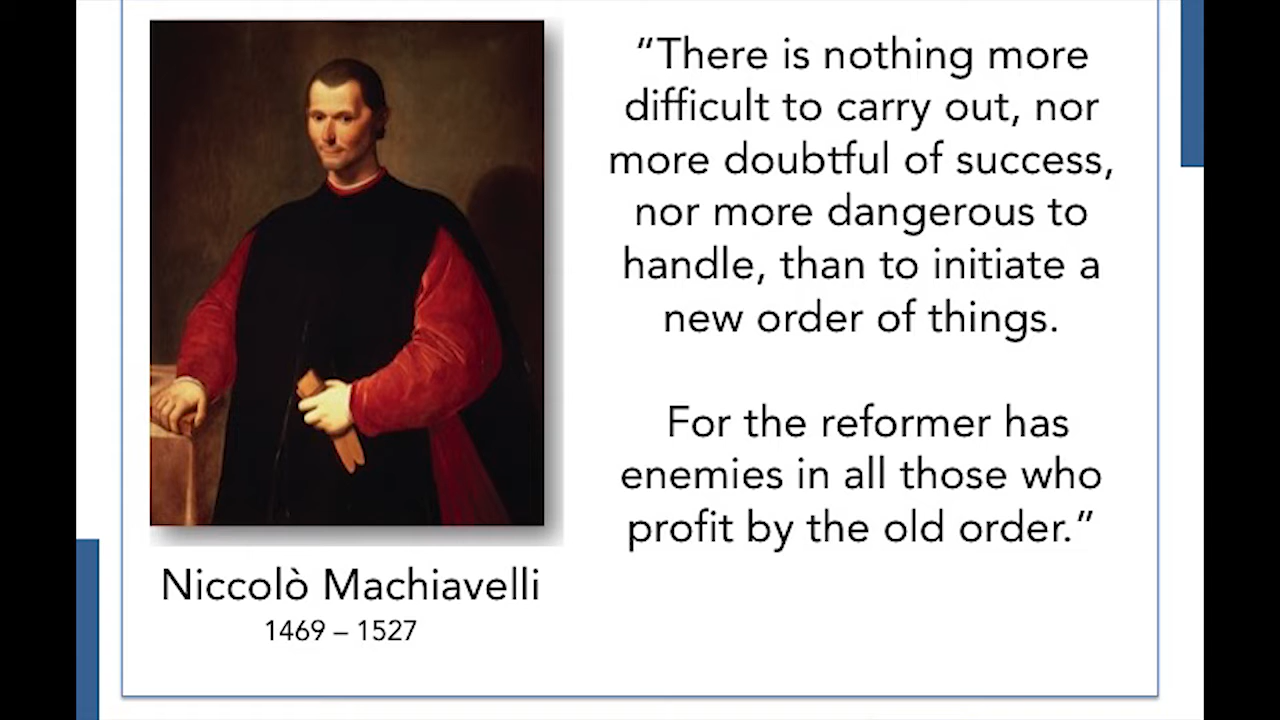 “There is nothing more
difficult to carry out, nor
more doubtful of success,
nor more dangerous to
handle, than to initiate a
new order of things.
For the reformer has
enemies in all those who
profit by the old order.”
Niccolò Machiavelli
1469 – 1527